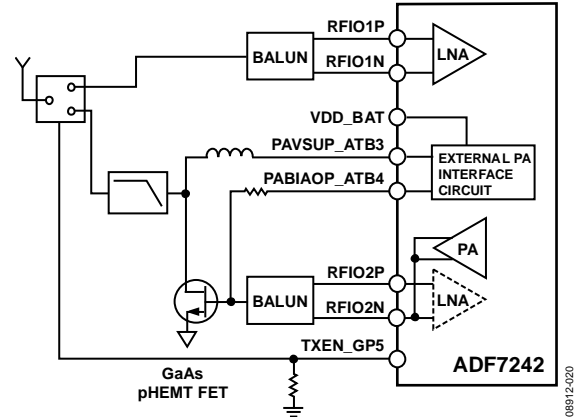 RFIO1P
BALUN
LNA
RFIO1N
VDD_BAT
PAVSUP_ATB3
EXTERNAL PA
INTERFACE
CIRCUIT
PABIAOP_ATB4
PA
RFIO2P
BALUN
LNA
RFIO2N
TXEN_GP5
GaAs
pHEMT FET
ADF7242
08912-020